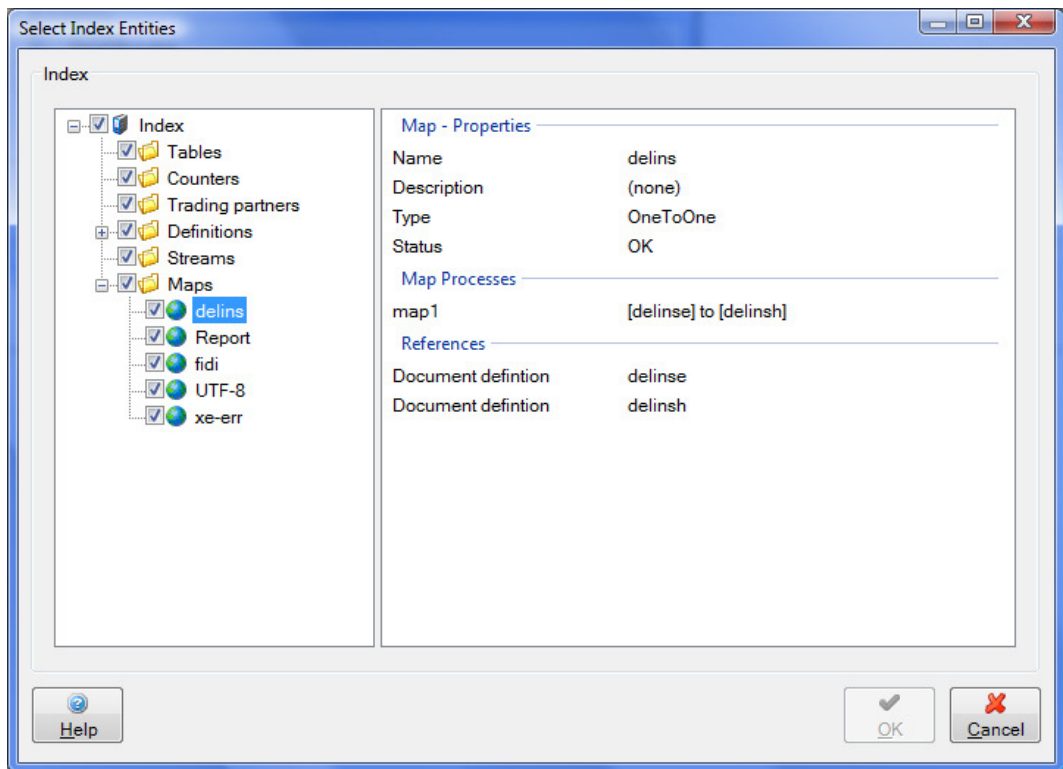 Select Index Entities
Index
Index
Tables
Counters
Trading partners
Definitions
Streams
Maps
delins
Report
fidi
UTF-8
xe-err
Map - Properties
Name delins
Description (none)
Type OneToOne
Status OK
Map Processes
map1 [delinse] to [delinsh]
References
Document defintion delinse
Document defintion delinsh
Help
OK
Cancel